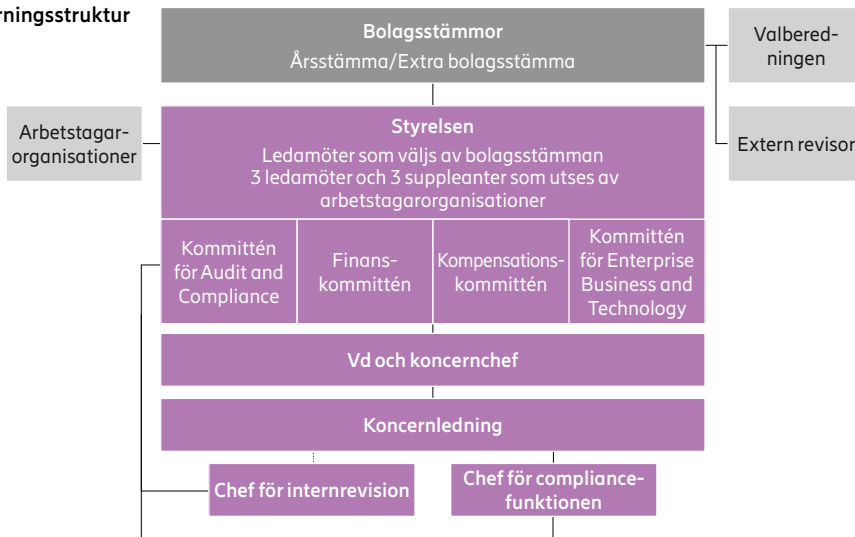 rningsstruktur
Bolagsstämmor
Årsstämma/Extra bolagsstämma
Valbered-
ningen
Arbetstagar-
organisationer
Styrelsen
Ledamöter som väljs av bolagsstämman
3 ledamöter och 3 suppleanter som utses av
arbetstagarorganisationer
Extern revisor
Kommittén
för Audit and
Compliance
Finans-
kommittén
Kompensations-
kommittén
Kommittén
för Enterprise
Business and
Technology
Vd och koncernchef
Koncernledning
Chef för internrevision
Chef för compliance-
funktionen